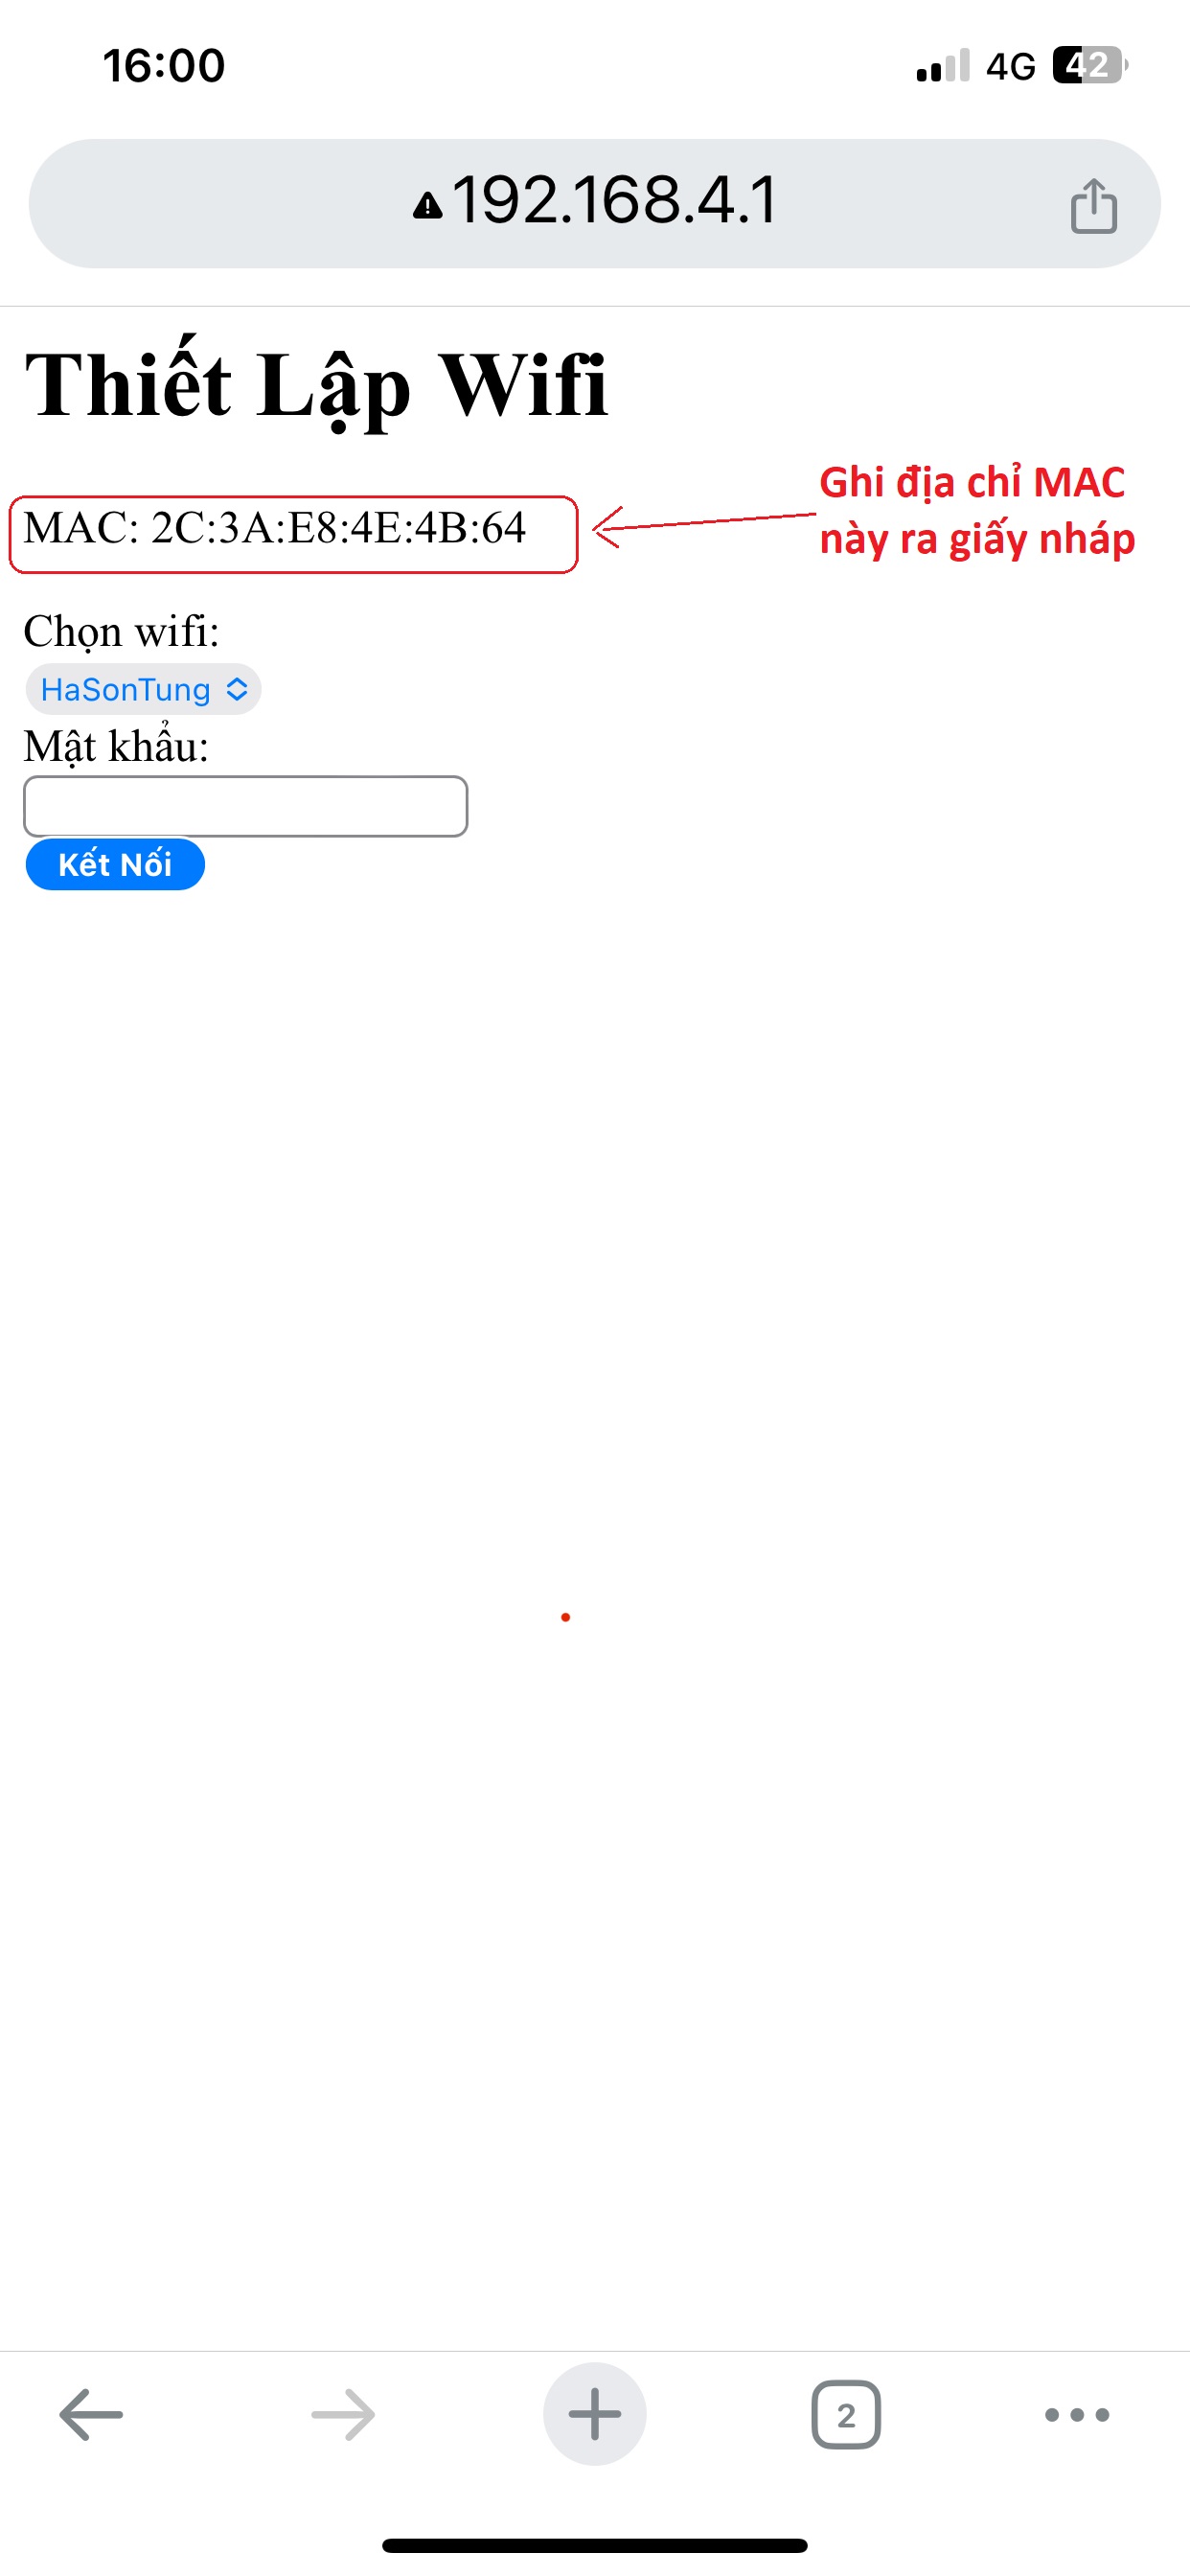 16:00
4G 42
192.168.4.1
Thiết Lập Wifi
Ghi địa chỉ MAC
này ra giấy nháp
MAC: 2C:3A:E8:4E:4B:64
Chọn wifi:
HaSonTung
Mật khẩu:
Kết Nối
2